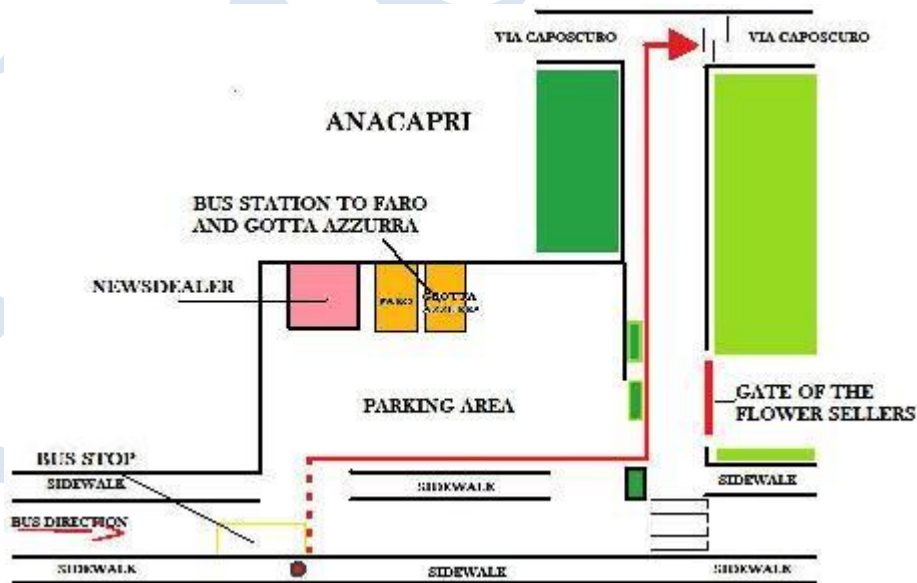 VIA CAPOSCURO
VIA CAPOSCURO
ANACAPRI
BUS STATION TO FARO
AND GOTTA AZZURRA
NEWSDEALER
FARO
GROTTA
AZZURRA
GATE OF THE
FLOWER SELLERS
PARKING AREA
BUS STOP
SIDEWALK
SIDEWALK
SIDEWALK
BUS DIRECTION
SIDEWALK
SIDEWALK
SIDEWALK